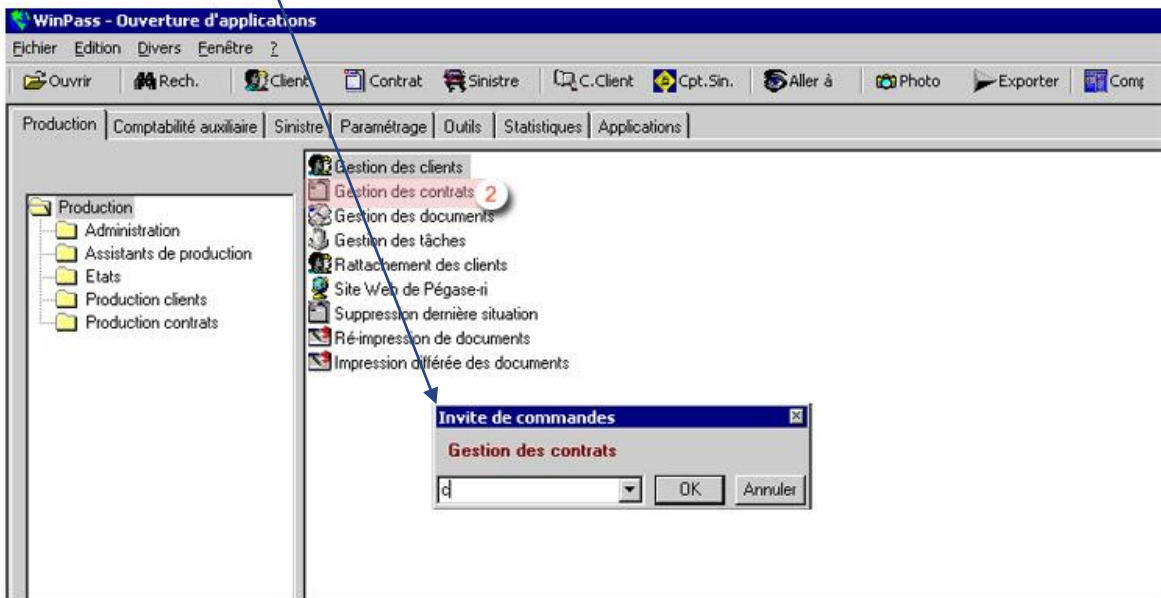 WinPass - Ouverture d'applications
Fichier Edition Divers Fenêtre ?
Ouvrir Rech. Client Contrat Sinistre C.Client Cpt.Sin. Aller à Photo Exporter
Production Comptabilité auxiliaire Sinistre Paramétrage Outils Statistiques Applications
Production
Administration
Assistants de production
Etats
Production clients
Production contrats
Gestion des clients
Gestion des contrats 2
Gestion des documents
Gestion des tâches
Rattachement des clients
Site Web de Pégase-ri
Suppression dernière situation
Ré-impression de documents
Impression différée des documents
Invite de commandes
Gestion des contrats
c OK Annuler